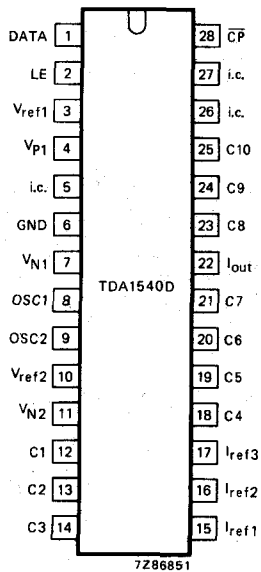 DATA 1 28 C̅P̅
LE 2 27 i.c.
Vref1 3 26 i.c.
VP1 4 25 C10
i.c. 5 24 C9
GND 6 23 C8
VN1 7 22 Iout
TDA1540D
OSC1 8 21 C7
OSC2 9 20 C6
Vref2 10 19 C5
VN2 11 18 C4
C1 12 17 Iref3
C2 13 16 Iref2
C3 14 15 Iref1
7Z86851